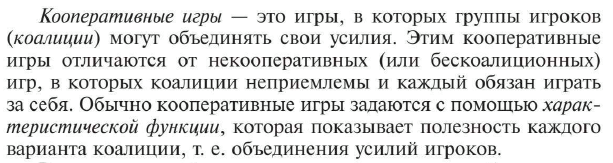 Кооперативные игры — это игры, в которых группы игроков
(коалиции) могут объединять свои усилия. Этим кооперативные
игры отличаются от некооперативных (или бескоалиционных)
игр, в которых коалиции неприемлемы и каждый обязан играть
за себя. Обычно кооперативные игры задаются с помощью харак-
теристической функции, которая показывает полезность каждого
варианта коалиции, т. е. объединения усилий игроков.